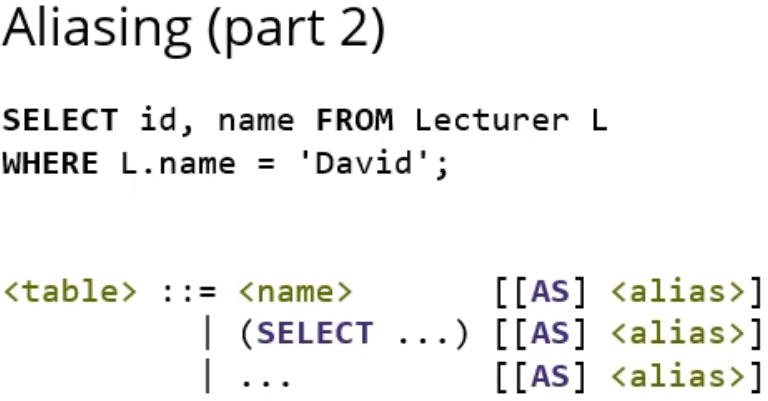 Aliasing (part 2)
SELECT id, name FROM Lecturer L
WHERE L.name = 'David';
<table> ::= <name> [[AS] <alias>]
| (SELECT ...) [[AS] <alias>]
| ... [[AS] <alias>]